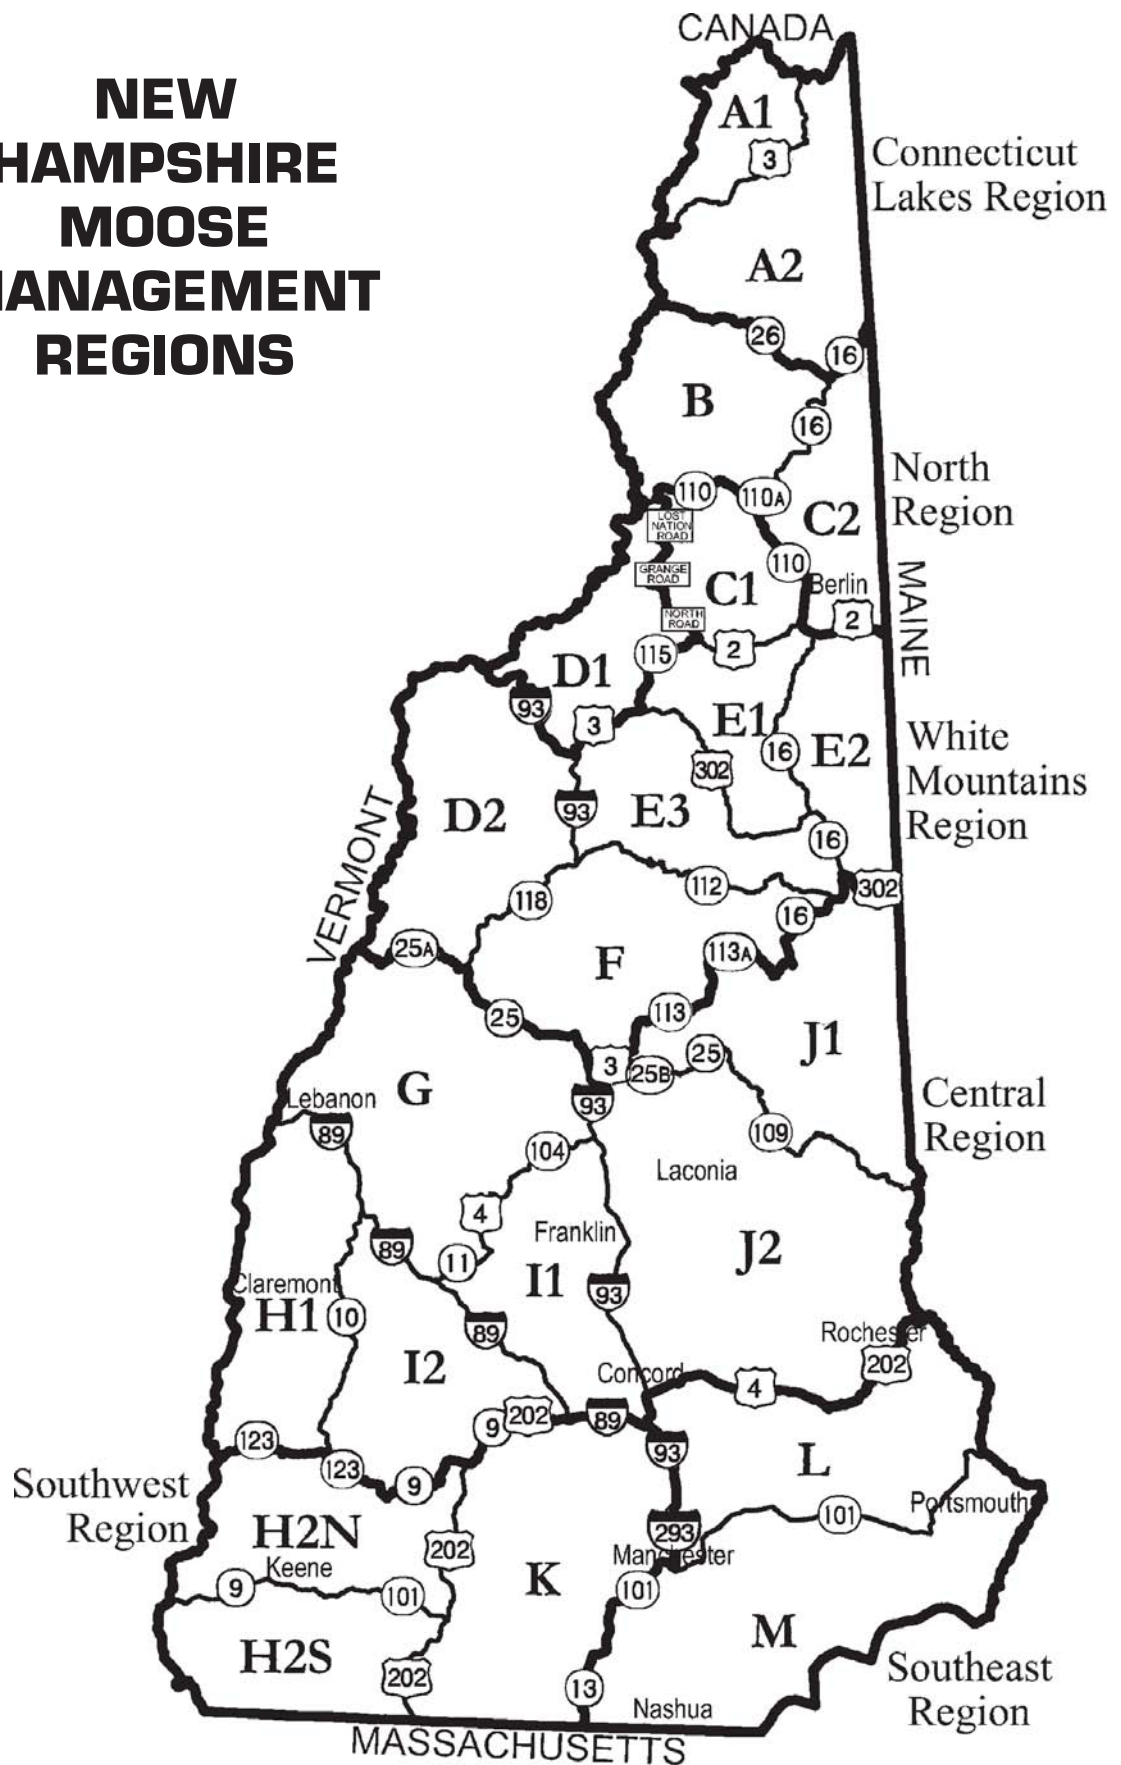 NEW
HAMPSHIRE
MOOSE
MANAGEMENT
REGIONS
CANADA
A1
3
Connecticut
Lakes Region
A2
26
16
B
16
North
Region
110
110A
LOST
NATION
ROAD
C2
110
GRANGE
ROAD
C1
Berlin
MAINE
NORTH
ROAD
2
2
115
D1
93
3
E1
16
E2
White
Mountains
Region
302
93
D2
E3
16
VERMONT
118
112
302
16
25A
F
113A
25
113
J1
3
25B
25
G
93
Lebanon
89
Central
Region
109
104
Laconia
4
Franklin
89
11
I1
J2
93
Claremont
H1
10
89
Rochester
202
I2
Concord
4
202
9
89
123
93
123
9
L
Southwest
Region
Portsmouth
101
293
H2N
202
Manchester
Keene
K
9
101
101
M
H2S
202
13
Southeast
Region
Nashua
MASSACHUSETTS